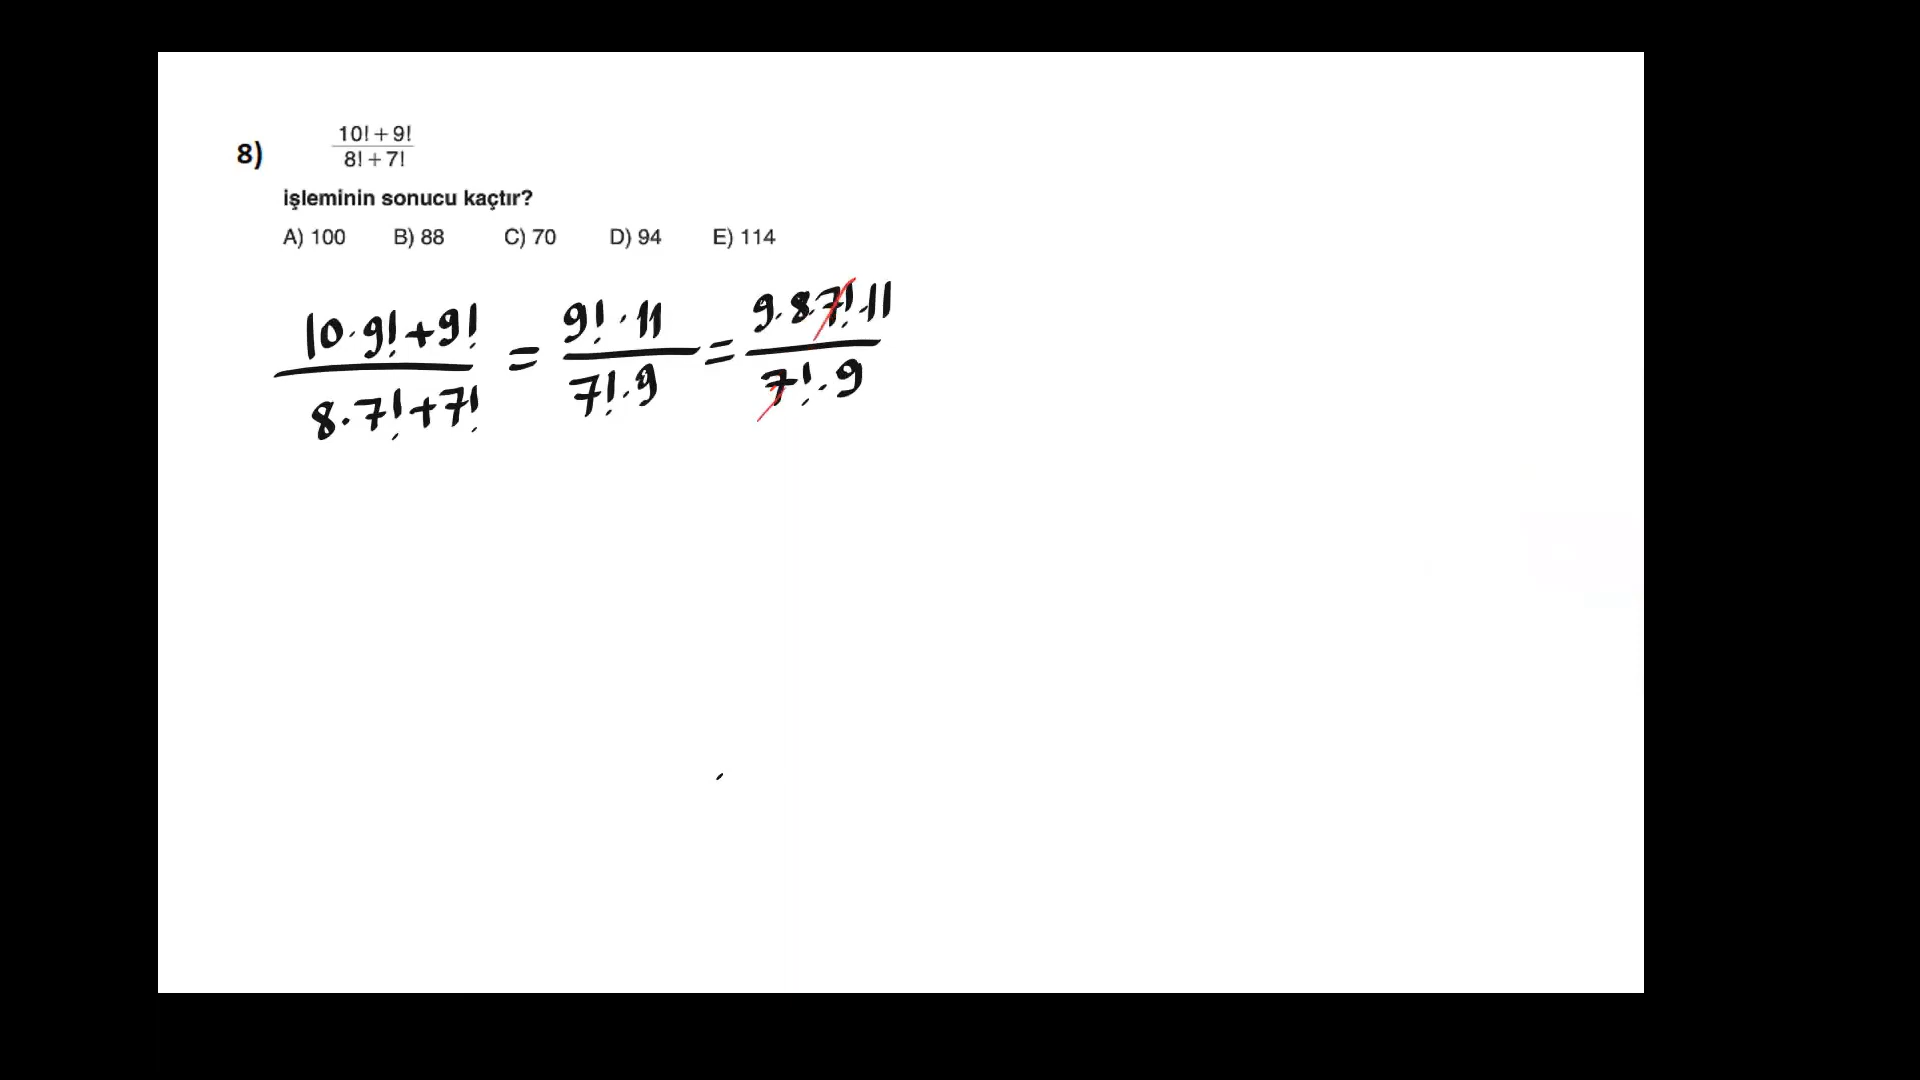 8) 10! + 9! / 8! + 7!
işleminin sonucu kaçtır?
A) 100 B) 88 C) 70 D) 94 E) 114
10·9!+9! / 8·7!+7! = 9!·11 / 7!·9 = 9·8·7!·11 / 7!·9